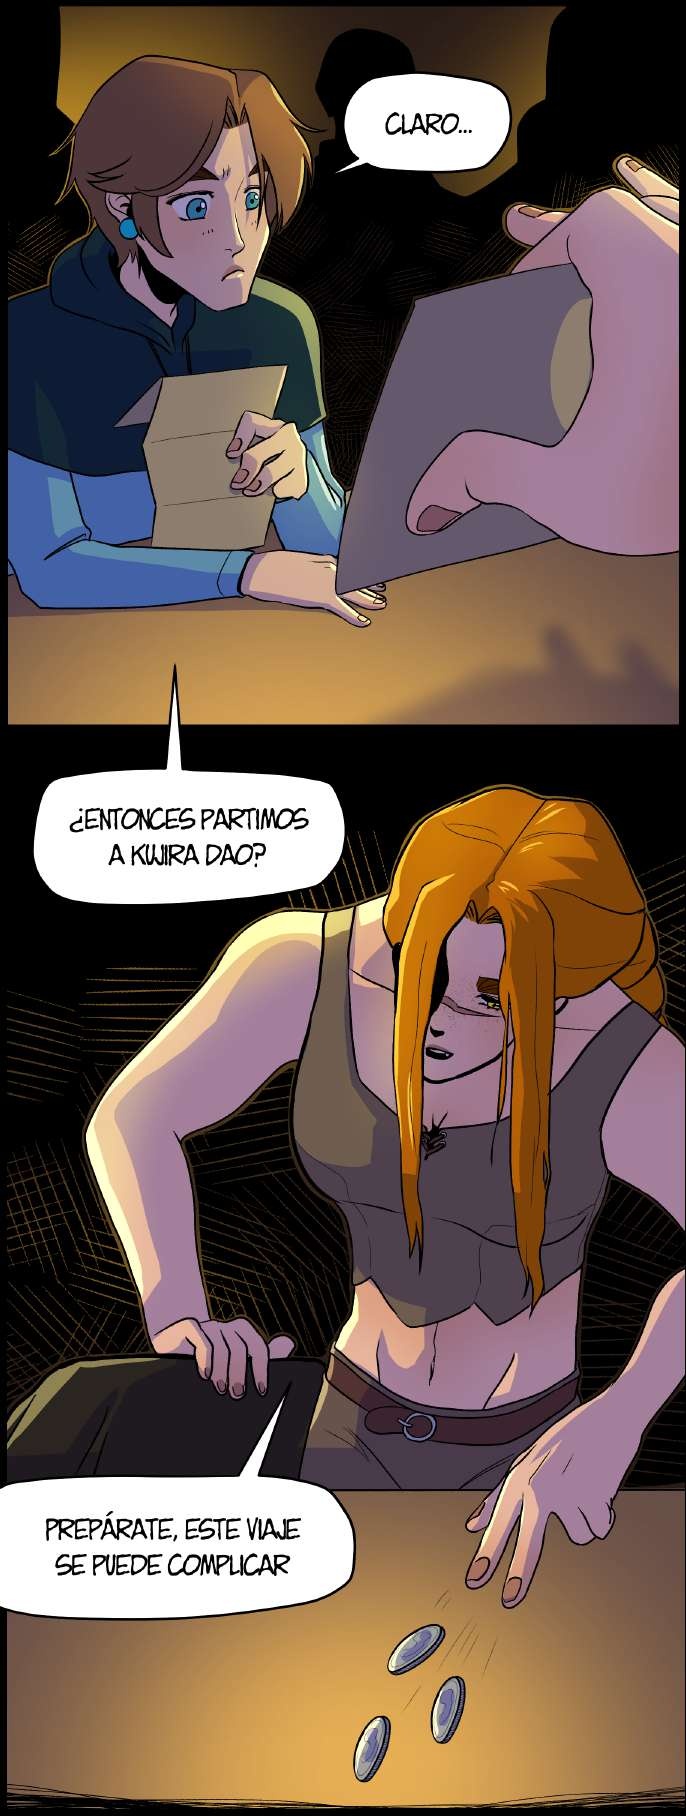 CLARO...
¿ENTONCES PARTIMOS
A KUJIRA DAO?
PREPÁRATE, ESTE VIAJE
SE PUEDE COMPLICAR